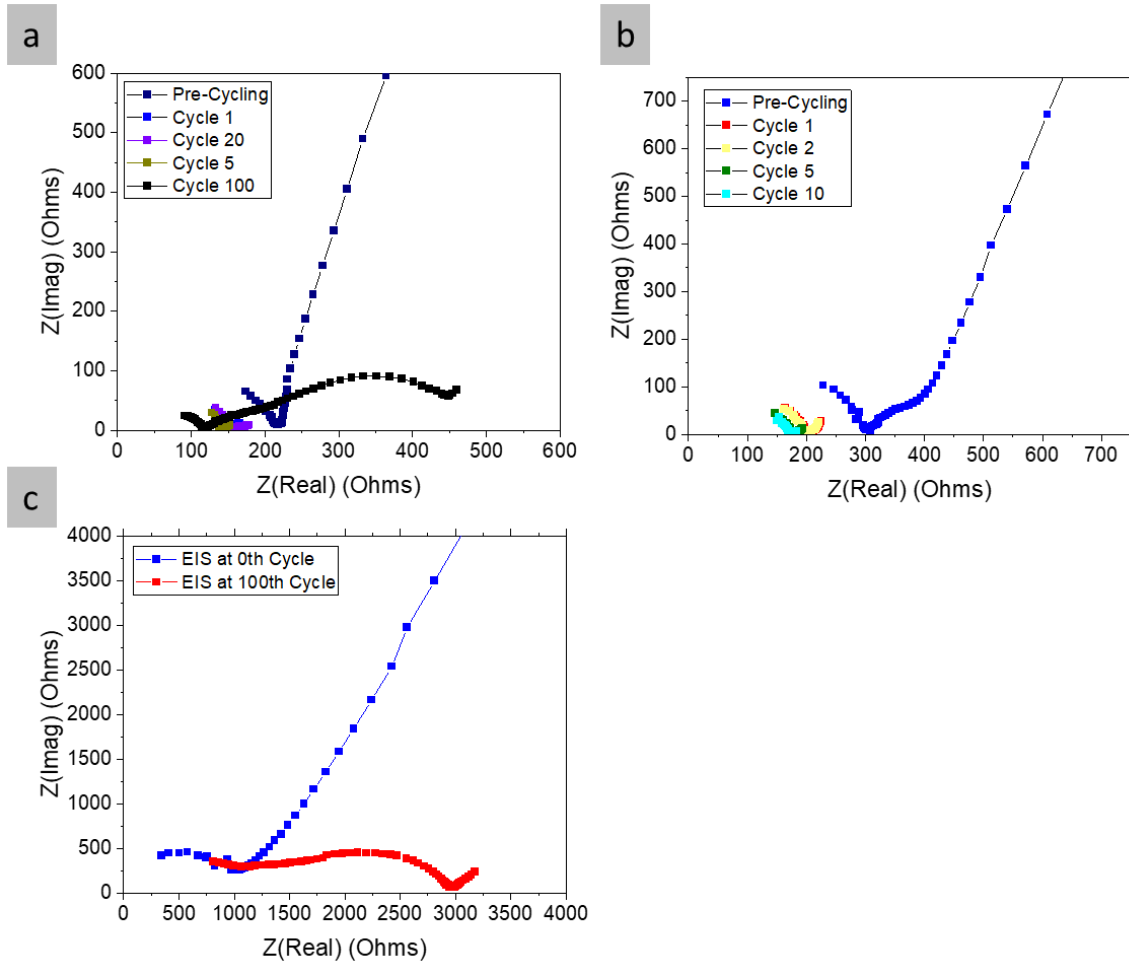 a
600
500
400
300
200
100
0
Z(Imag) (Ohms)
Pre-Cycling
Cycle 1
Cycle 20
Cycle 5
Cycle 100
0 100 200 300 400 500 600
Z(Real) (Ohms)
b
700
600
500
400
300
200
100
0
Z(Imag) (Ohms)
Pre-Cycling
Cycle 1
Cycle 2
Cycle 5
Cycle 10
0 100 200 300 400 500 600 700
Z(Real) (Ohms)
c
4000
3500
3000
2500
2000
1500
1000
500
0
Z(Imag) (Ohms)
EIS at 0th Cycle
EIS at 100th Cycle
0 500 1000 1500 2000 2500 3000 3500 4000
Z(Real) (Ohms)